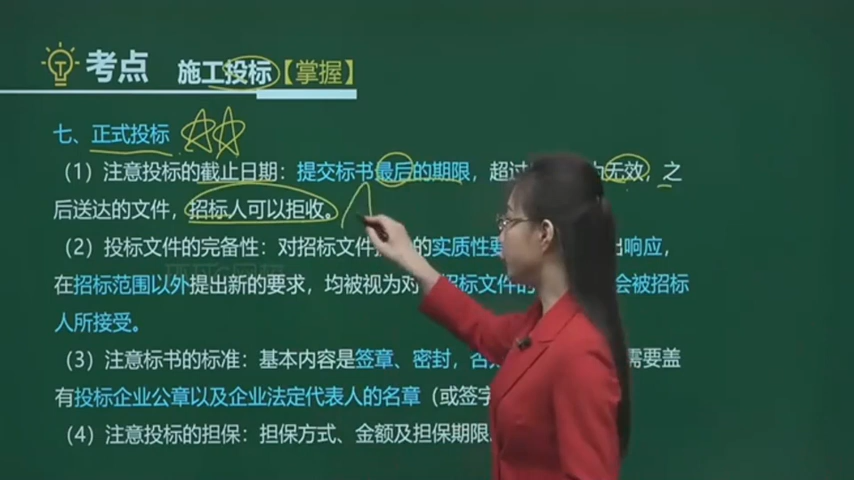 考点 施工投标【掌握】
七、正式投标
（1）注意投标的截止日期：提交标书最后的期限，超过 为无效，之
后送达的文件，招标人可以拒收。
（2）投标文件的完备性：对招标文件 的实质性要 出响应，
在招标范围以外提出新的要求，均被视为对 招标文件的 会被招标
人所接受。
（3）注意标书的标准：基本内容是签章、密封， 需要盖
有投标企业公章以及企业法定代表人的名章（或签字
（4）注意投标的担保：担保方式、金额及担保期限